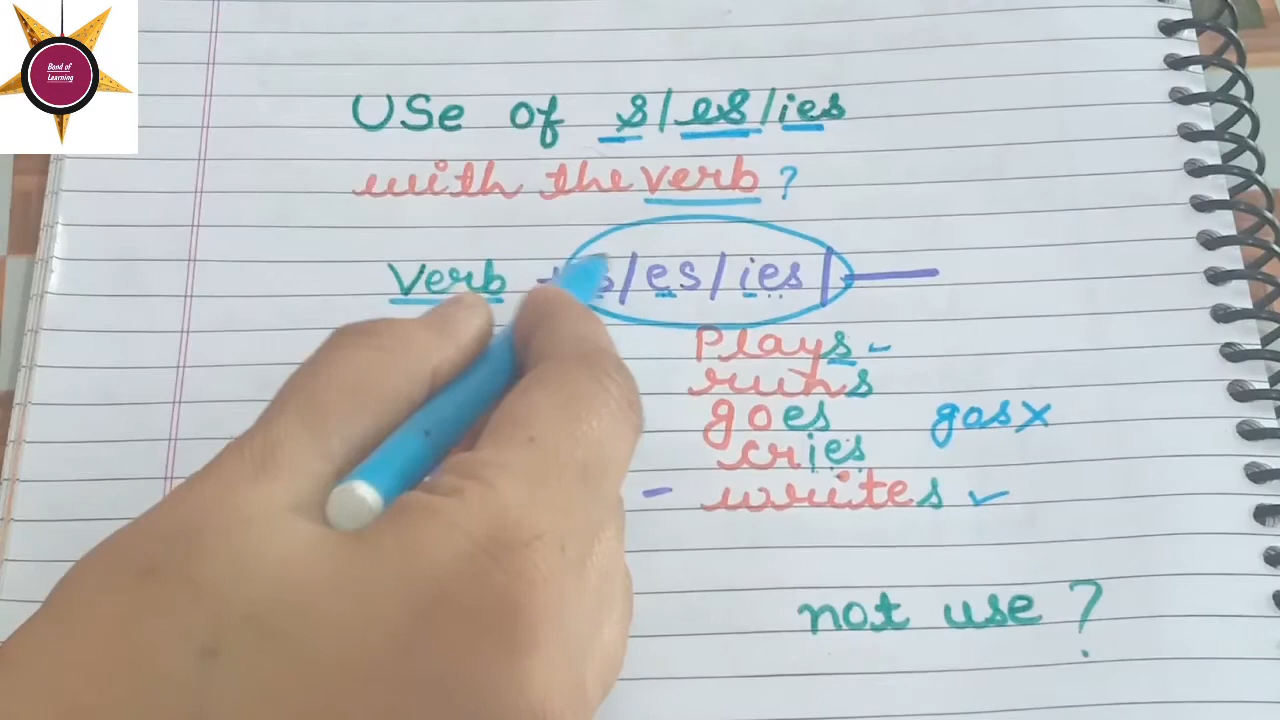 Bond of
Learning
Use of s/es/ies
with the verb ?
Verb + s/es/ies |—
Plays -
runs
goes gos x
cries
- writes ✓
not use ?